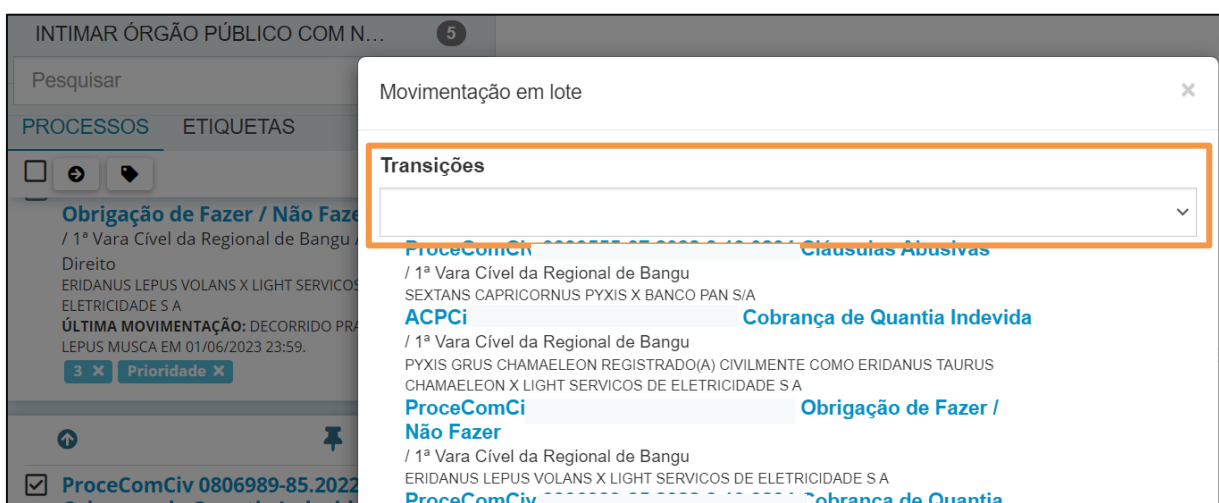 INTIMAR ÓRGÃO PÚBLICO COM N... 5
Pesquisar
PROCESSOS ETIQUETAS
Obrigação de Fazer / Não Faze
/ 1ª Vara Cível da Regional de Bangu /
Direito
ERIDANUS LEPUS VOLANS X LIGHT SERVICOS
ELETRICIDADE S A
ÚLTIMA MOVIMENTAÇÃO: DECORRIDO PRA
LEPUS MUSCA EM 01/06/2023 23:59.
3 × Prioridade ×
ProceComCiv 0806989-85.2022
Movimentação em lote ×
Transições
Cláusulas Abusivas
/ 1ª Vara Cível da Regional de Bangu
SEXTANS CAPRICORNUS PYXIS X BANCO PAN S/A
ACPCi Cobrança de Quantia Indevida
/ 1ª Vara Cível da Regional de Bangu
PYXIS GRUS CHAMAELEON REGISTRADO(A) CIVILMENTE COMO ERIDANUS TAURUS
CHAMAELEON X LIGHT SERVICOS DE ELETRICIDADE S A
ProceComCi Obrigação de Fazer /
Não Fazer
/ 1ª Vara Cível da Regional de Bangu
ERIDANUS LEPUS VOLANS X LIGHT SERVICOS DE ELETRICIDADE S A
ProceComCiv Cobrança de Quantia